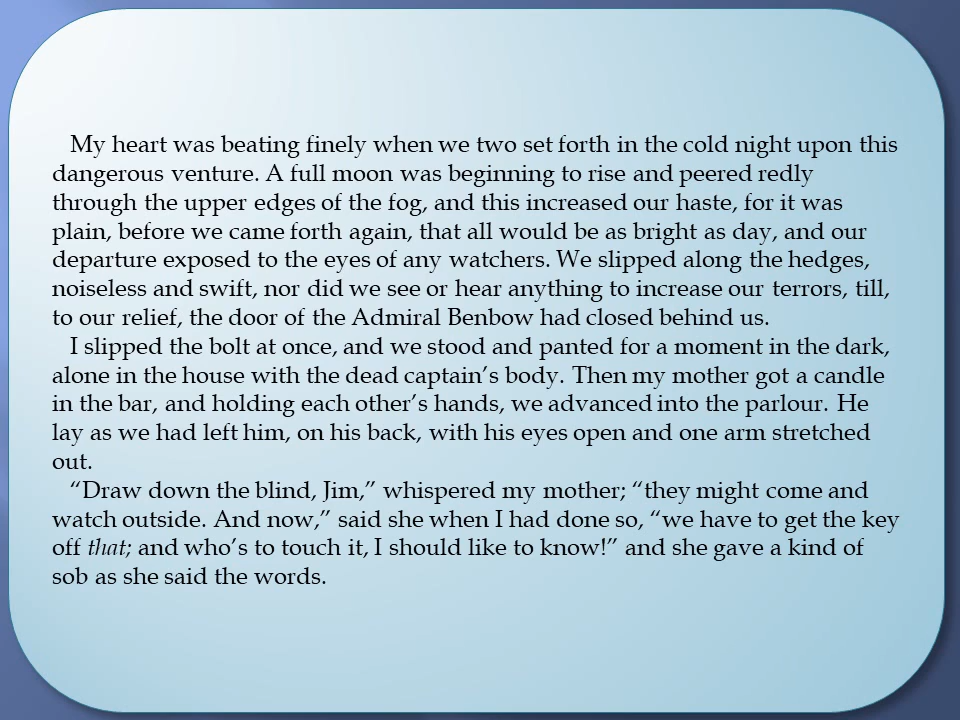 My heart was beating finely when we two set forth in the cold night upon this
dangerous venture. A full moon was beginning to rise and peered redly
through the upper edges of the fog, and this increased our haste, for it was
plain, before we came forth again, that all would be as bright as day, and our
departure exposed to the eyes of any watchers. We slipped along the hedges,
noiseless and swift, nor did we see or hear anything to increase our terrors, till,
to our relief, the door of the Admiral Benbow had closed behind us.
I slipped the bolt at once, and we stood and panted for a moment in the dark,
alone in the house with the dead captain’s body. Then my mother got a candle
in the bar, and holding each other’s hands, we advanced into the parlour. He
lay as we had left him, on his back, with his eyes open and one arm stretched
out.
“Draw down the blind, Jim,” whispered my mother; “they might come and
watch outside. And now,” said she when I had done so, “we have to get the key
off that; and who’s to touch it, I should like to know!” and she gave a kind of
sob as she said the words.